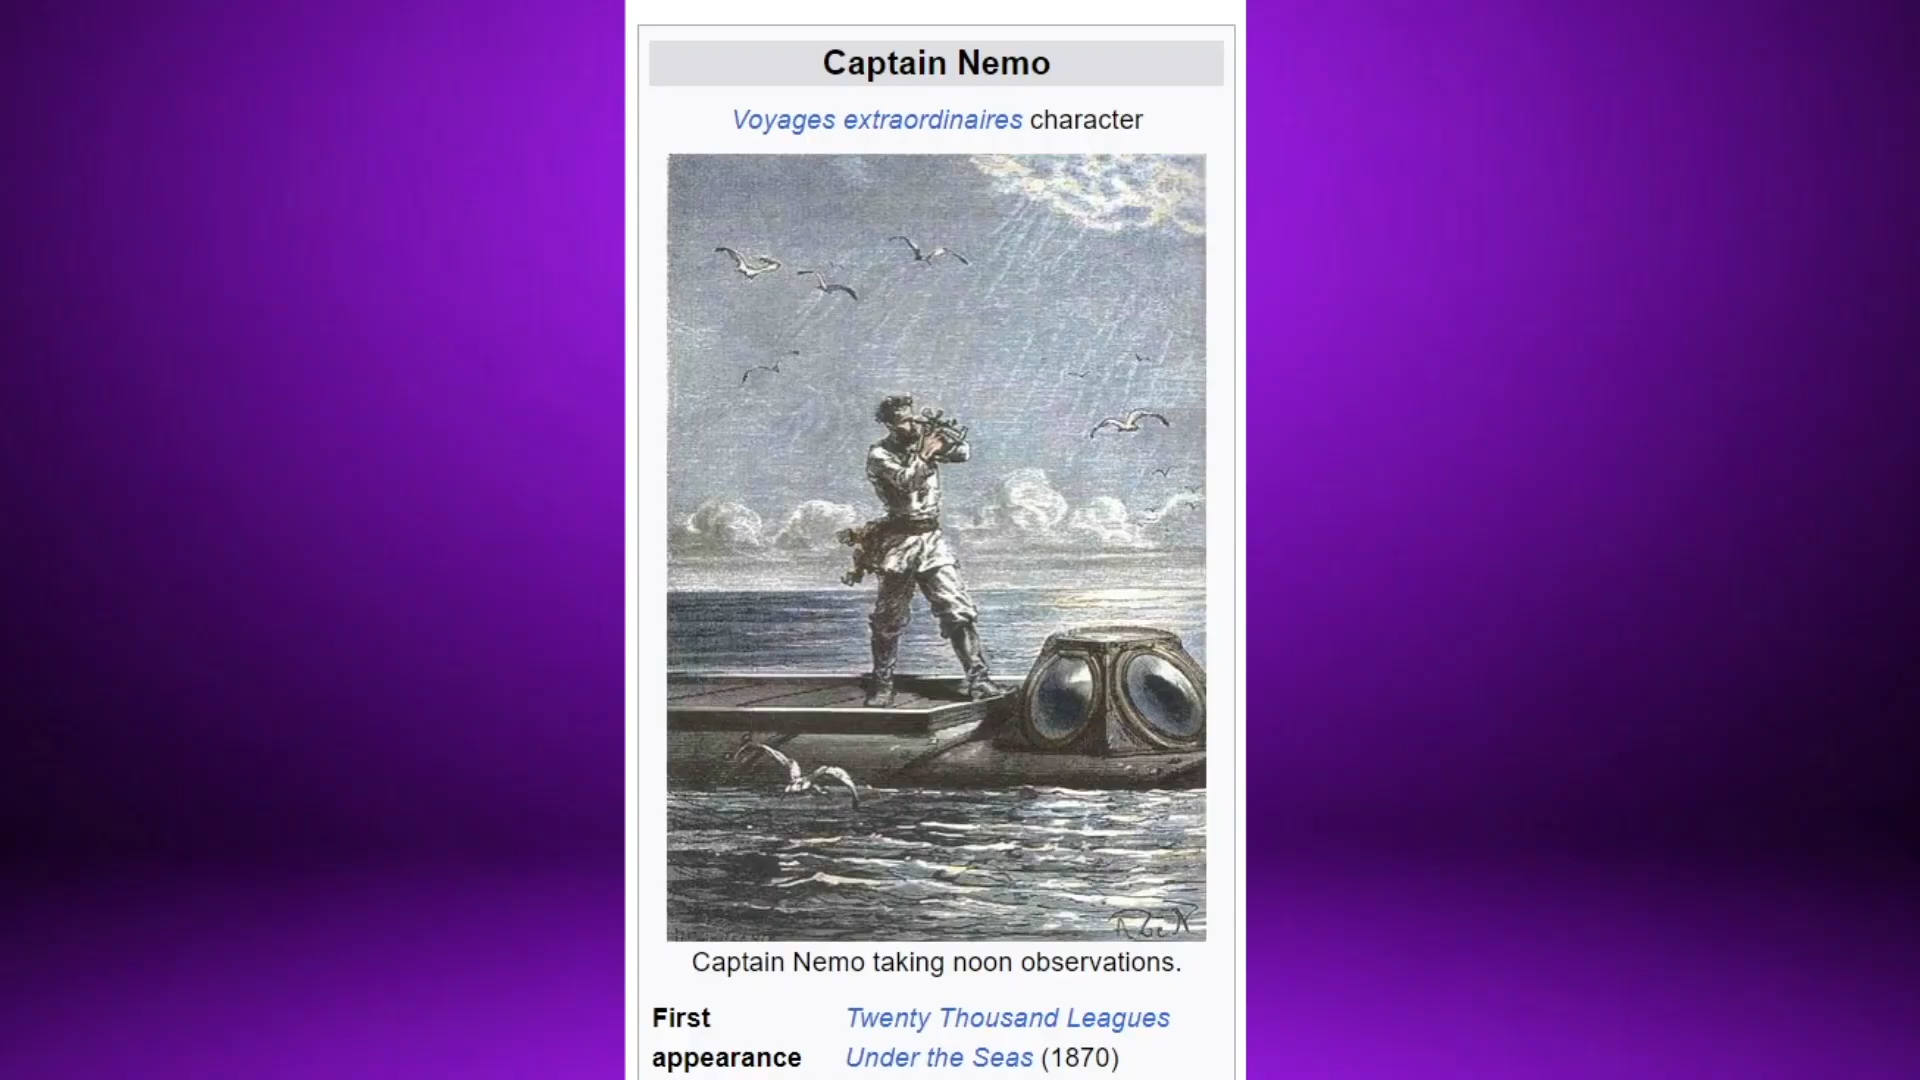 Captain Nemo
Voyages extraordinaires character
Captain Nemo taking noon observations.
First appearance
Twenty Thousand Leagues
Under the Seas (1870)